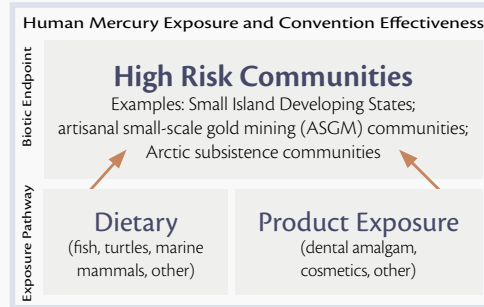 Human Mercury Exposure and Convention Effectiveness
Biotic Endpoint
High Risk Communities
Examples: Small Island Developing States;
artisanal small-scale gold mining (ASGM) communities;
Arctic subsistence communities
Exposure Pathway
Dietary
(fish, turtles, marine
mammals, other)
Product Exposure
(dental amalgam,
cosmetics, other)